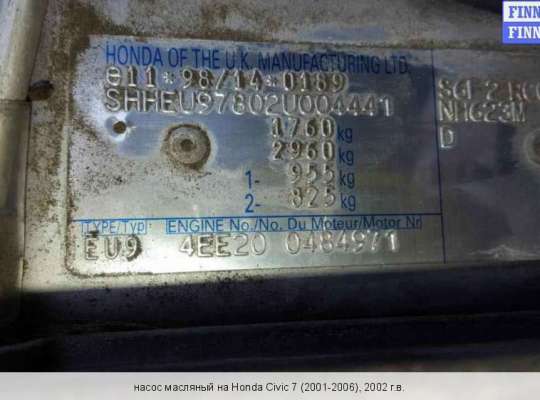 FINN
FINN
HONDA OF THE U.K. MANUFACTURING LTD.
e11*98/14*0189
SHHEU97802U004441
1760 kg
2960 kg
1- 955 kg
2- 825 kg
NH623M
D
(TYPE/Typ) ENGINE No./No. Du Moteur/Motor Nr
EU9 4EE20 0484971
насос масляный на Honda Civic 7 (2001-2006), 2002 г.в.